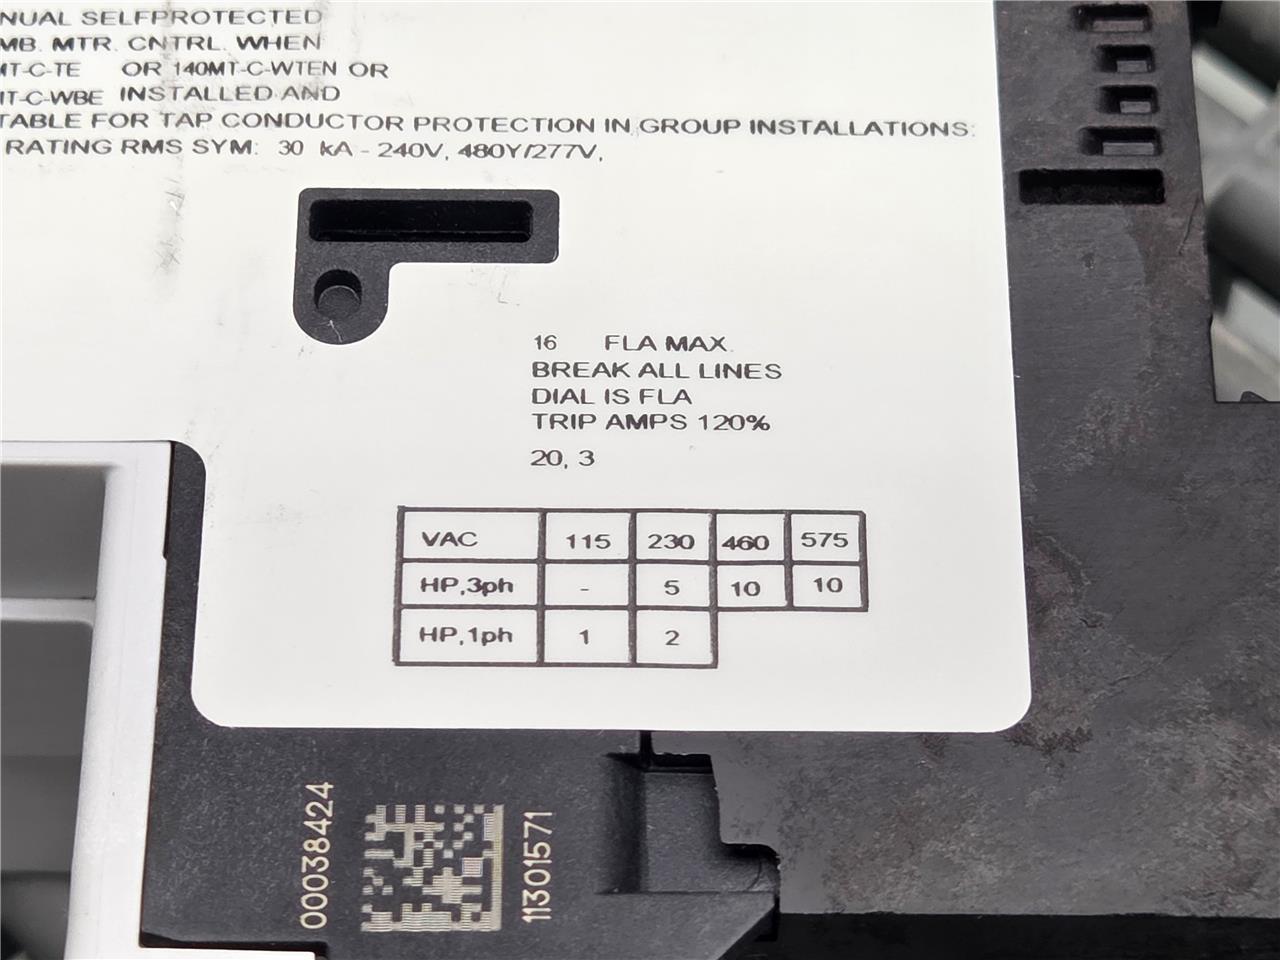 NUAL SELFPROTECTED
MB. MTR. CNTRL. WHEN
MT-C-TE OR 140MT-C-WTEN OR
MT-C-WBE INSTALLED AND
TABLE FOR TAP CONDUCTOR PROTECTION IN GROUP INSTALLATIONS:
RATING RMS SYM: 30 kA - 240V, 480Y/277V,
16 FLA MAX.
BREAK ALL LINES
DIAL IS FLA
TRIP AMPS 120%
20, 3
VAC 115 230 460 575
HP,3ph - 5 10 10
HP,1ph 1 2
00038424
11301571